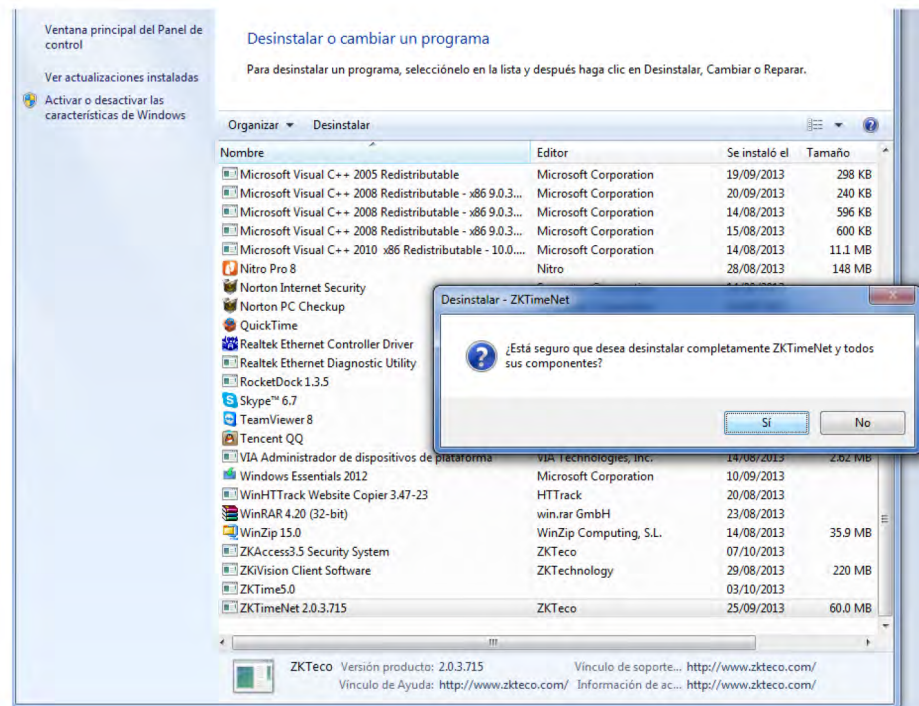 Ventana principal del Panel de
control
Ver actualizaciones instaladas
Activar o desactivar las
características de Windows
Desinstalar o cambiar un programa
Para desinstalar un programa, selecciónelo en la lista y después haga clic en Desinstalar, Cambiar o Reparar.
Organizar Desinstalar
Nombre Editor Se instaló el Tamaño
Microsoft Visual C++ 2005 Redistributable Microsoft Corporation 19/09/2013 298 KB
Microsoft Visual C++ 2008 Redistributable - x86 9.0.3... Microsoft Corporation 20/09/2013 240 KB
Microsoft Visual C++ 2008 Redistributable - x86 9.0.3... Microsoft Corporation 14/08/2013 596 KB
Microsoft Visual C++ 2008 Redistributable - x86 9.0.3... Microsoft Corporation 15/08/2013 600 KB
Microsoft Visual C++ 2010 x86 Redistributable - 10.0.... Microsoft Corporation 14/08/2013 11.1 MB
Nitro Pro 8 Nitro 28/08/2013 148 MB
Norton Internet Security
Norton PC Checkup
QuickTime
Realtek Ethernet Controller Driver
Realtek Ethernet Diagnostic Utility
RocketDock 1.3.5
Skype™ 6.7
TeamViewer 8
Tencent QQ
Desinstalar - ZKTimeNet
¿Está seguro que desea desinstalar completamente ZKTimeNet y todos
sus componentes?
Sí No
VIA Administrador de dispositivos de plataforma VIA Technologies, Inc. 14/08/2013 2.62 MB
Windows Essentials 2012 Microsoft Corporation 10/09/2013
WinHTTrack Website Copier 3.47-23 HTTrack 20/08/2013
WinRAR 4.20 (32-bit) win.rar GmbH 23/08/2013
WinZip 15.0 WinZip Computing, S.L. 14/08/2013 35.9 MB
ZKAccess3.5 Security System ZKTeco 07/10/2013
ZKiVision Client Software ZKTechnology 29/08/2013 220 MB
ZKTime5.0 03/10/2013
ZKTimeNet 2.0.3.715 ZKTeco 25/09/2013 60.0 MB
ZKTeco Versión producto: 2.0.3.715 Vínculo de soporte... http://www.zkteco.com/
Vínculo de Ayuda: http://www.zkteco.com/ Información de ac... http://www.zkteco.com/